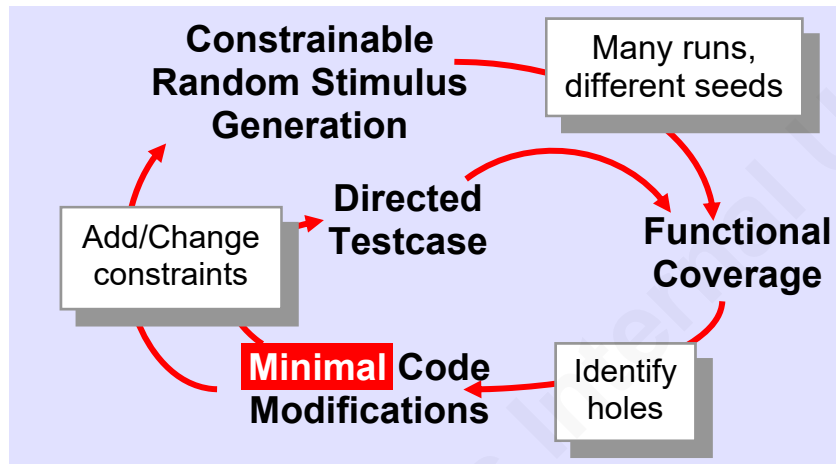 Constrainable
Random Stimulus
Generation
Many runs,
different seeds
Directed
Testcase
Add/Change
constraints
Functional
Coverage
Minimal Code
Modifications
Identify
holes
Internal